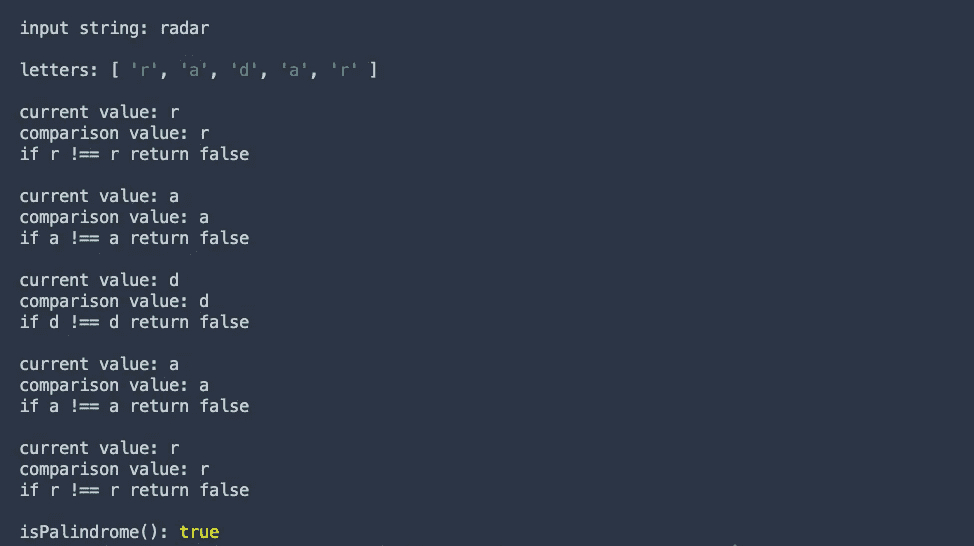 input string: radar
letters: [ 'r', 'a', 'd', 'a', 'r' ]
current value: r
comparison value: r
if r !== r return false
current value: a
comparison value: a
if a !== a return false
current value: d
comparison value: d
if d !== d return false
current value: a
comparison value: a
if a !== a return false
current value: r
comparison value: r
if r !== r return false
isPalindrome(): true